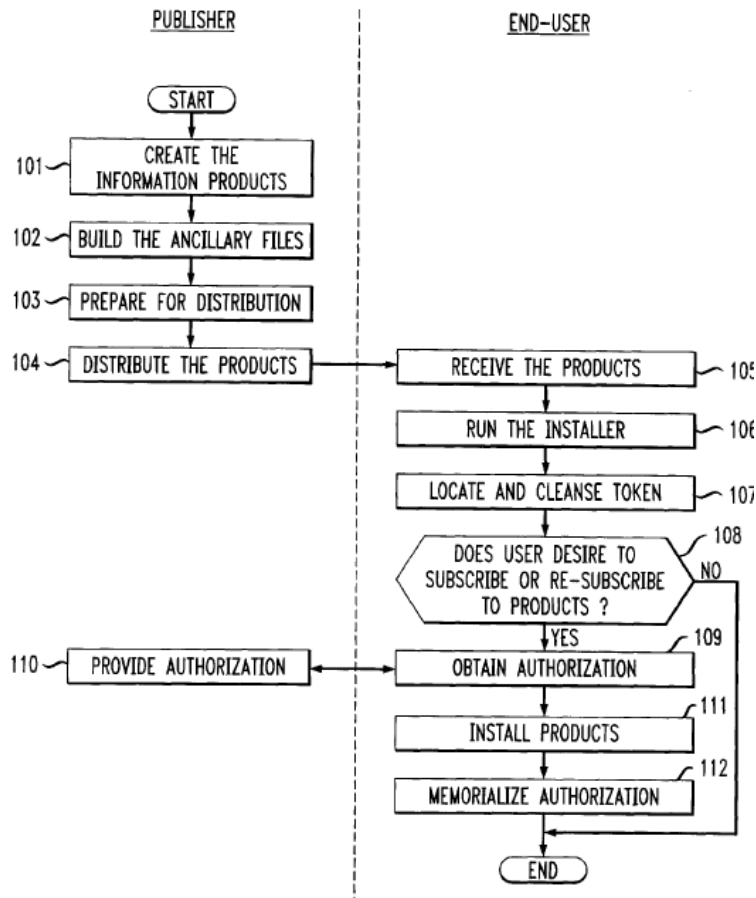 PUBLISHER
END-USER
START
101
CREATE THE
INFORMATION PRODUCTS
102
BUILD THE ANCILLARY FILES
103
PREPARE FOR DISTRIBUTION
104
DISTRIBUTE THE PRODUCTS
RECEIVE THE PRODUCTS
105
RUN THE INSTALLER
106
LOCATE AND CLEANSE TOKEN
107
108
DOES USER DESIRE TO
SUBSCRIBE OR RE-SUBSCRIBE
TO PRODUCTS ?
NO
YES
109
110
PROVIDE AUTHORIZATION
OBTAIN AUTHORIZATION
111
INSTALL PRODUCTS
112
MEMORIALIZE AUTHORIZATION
END